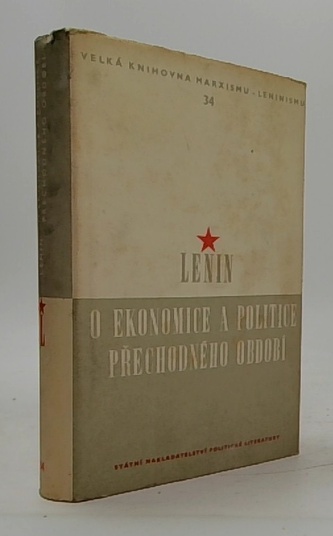 VELKÁ KNIHOVNA MARXISMU-LENINISMU
34
LENIN
O EKONOMICE A POLITICE
PŘECHODNÉHO OBDOBÍ
STÁTNÍ NAKLADATELSTVÍ POLITICKÉ LITERATURY
L